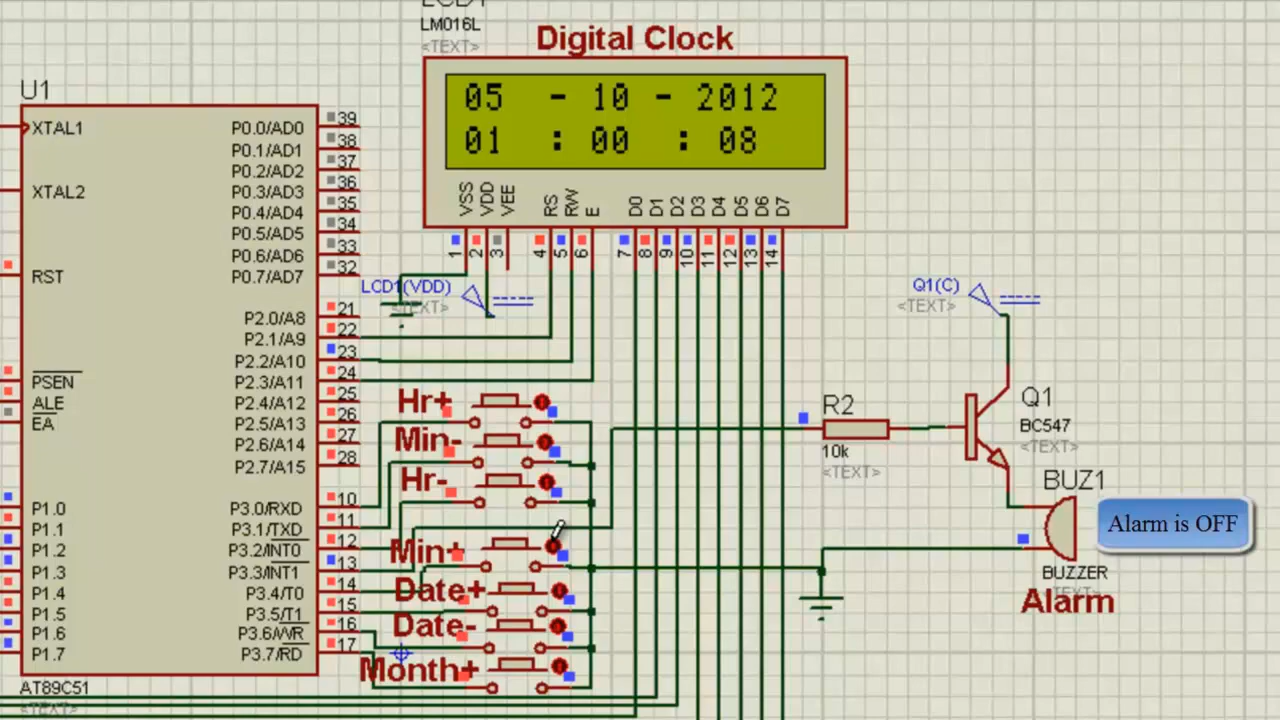 LCD1
LM016L
<TEXT>
Digital Clock
05 - 10 - 2012
01 : 00 : 08
VSS VDD VEE RS RW E D0 D1 D2 D3 D4 D5 D6 D7
1 2 3 4 5 6 7 8 9 10 11 12 13 14
LCD1(VDD)
<TEXT>
U1
XTAL1
XTAL2
RST
PSEN
ALE
EA
P1.0
P1.1
P1.2
P1.3
P1.4
P1.5
P1.6
P1.7
P0.0/AD0 39
P0.1/AD1 38
P0.2/AD2 37
P0.3/AD3 36
P0.4/AD4 35
P0.5/AD5 34
P0.6/AD6 33
P0.7/AD7 32
P2.0/A8 21
P2.1/A9 22
P2.2/A10 23
P2.3/A11 24
P2.4/A12 25
P2.5/A13 26
P2.6/A14 27
P2.7/A15 28
P3.0/RXD 10
P3.1/TXD 11
P3.2/INT0 12
P3.3/INT1 13
P3.4/T0 14
P3.5/T1 15
P3.6/WR 16
P3.7/RD 17
AT89C51
<TEXT>
Hr+
Min-
Hr-
Min+
Date+
Date-
Month+
R2
10k
<TEXT>
Q1(C)
<TEXT>
Q1
BC547
<TEXT>
BUZ1
Alarm is OFF
BUZZER
<TEXT>
Alarm